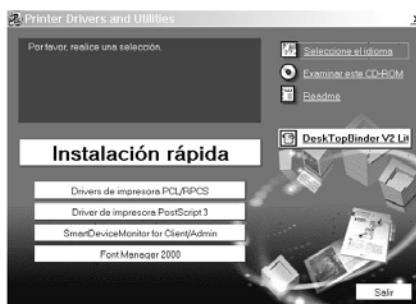 Printer Drivers and Utilities
Por favor, realice una selección.
Seleccione el idioma
Examinar este CD-ROM
Readme
DeskTopBinder V2 Lit
Instalación rápida
Drivers de impresora PCL/RPCS
Driver de impresora PostScript 3
SmartDeviceMonitor for Client/Admin
Font Manager 2000
Salir